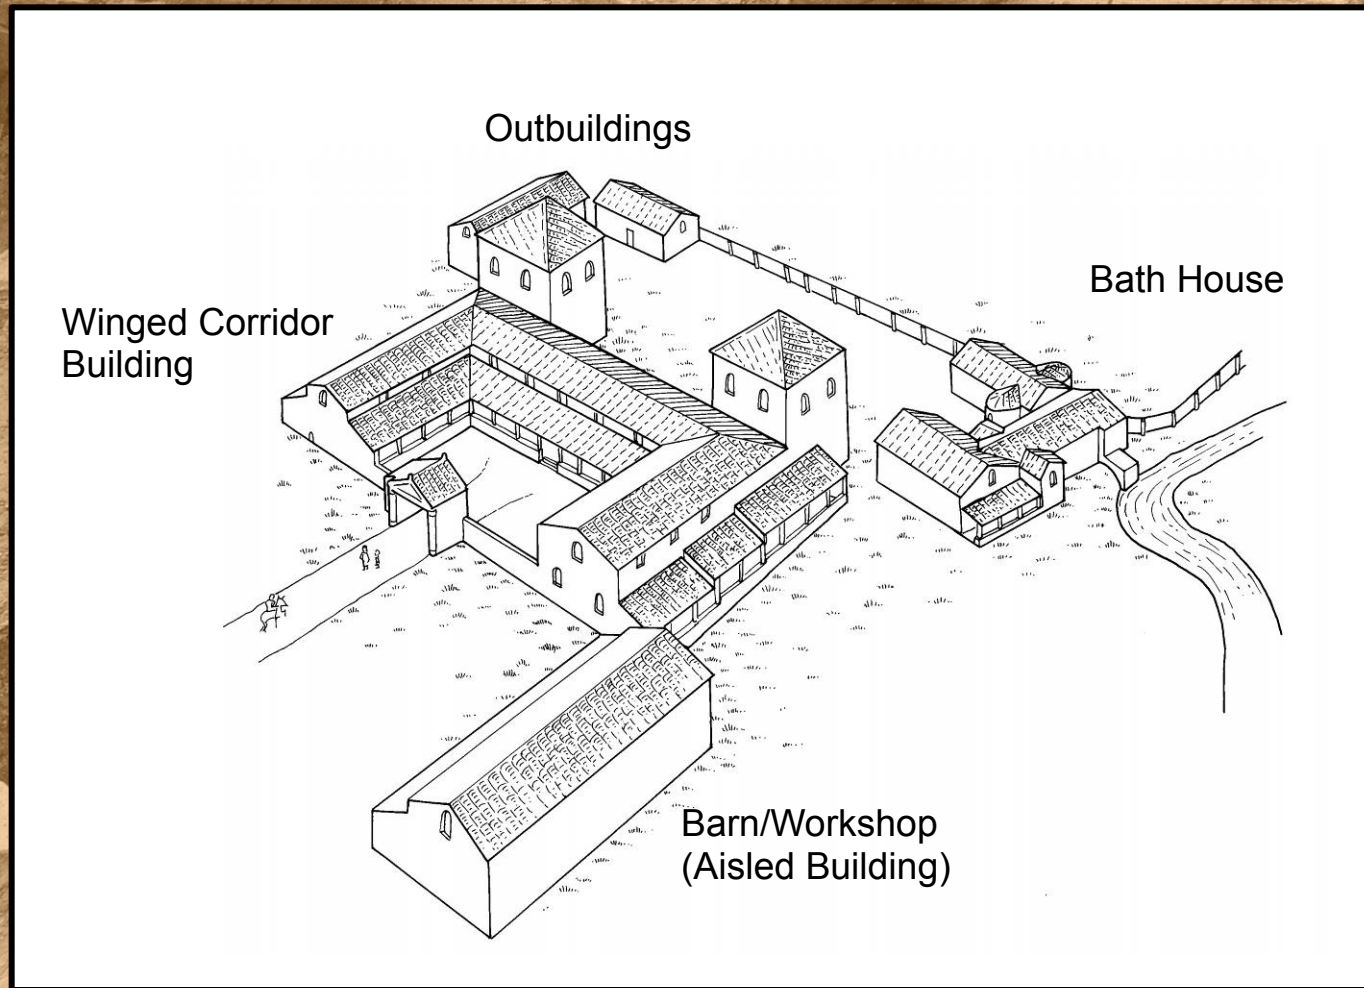 Outbuildings
Bath House
Winged Corridor
Building
Barn/Workshop
(Aisled Building)